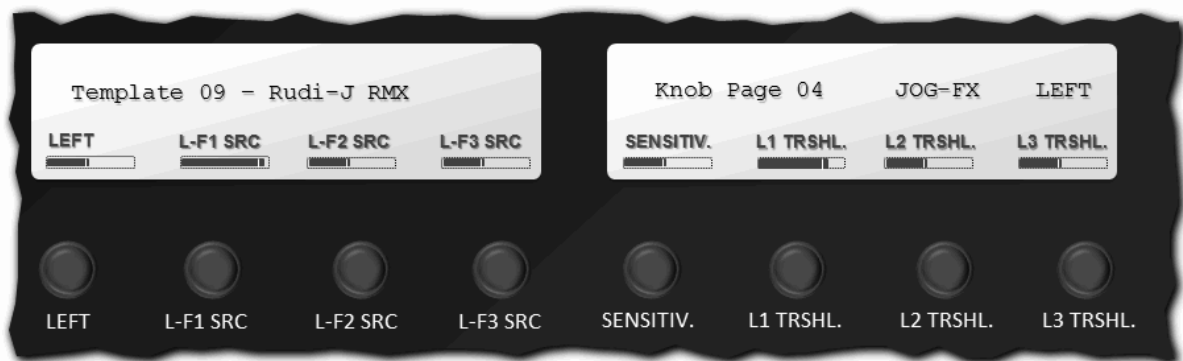 Template 09 - Rudi-J RMX
LEFT L-F1 SRC L-F2 SRC L-F3 SRC
Knob Page 04 JOG-FX LEFT
SENSITIV. L1 TRSHL. L2 TRSHL. L3 TRSHL.
LEFT L-F1 SRC L-F2 SRC L-F3 SRC SENSITIV. L1 TRSHL. L2 TRSHL. L3 TRSHL.